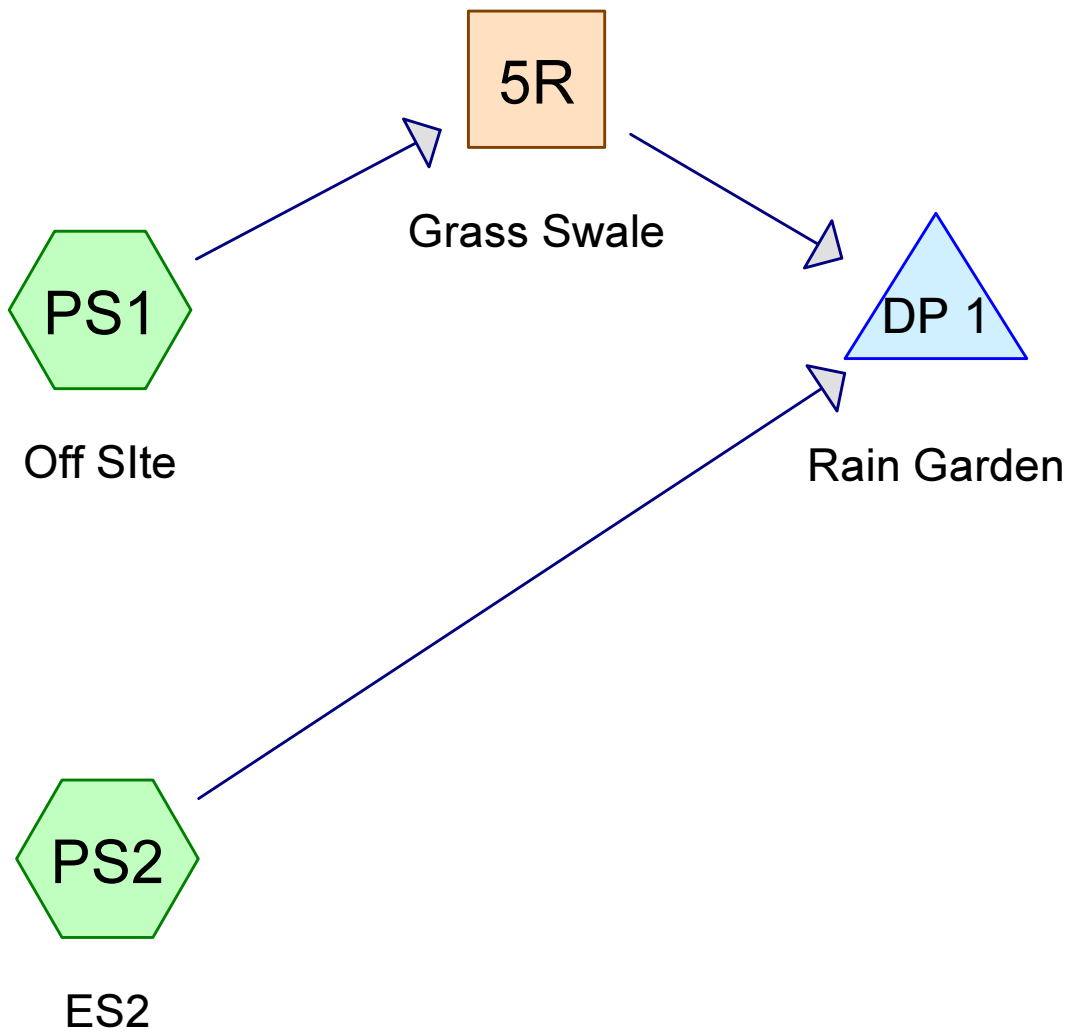 5R
Grass Swale
PS1
Off SIte
DP 1
Rain Garden
PS2
ES2